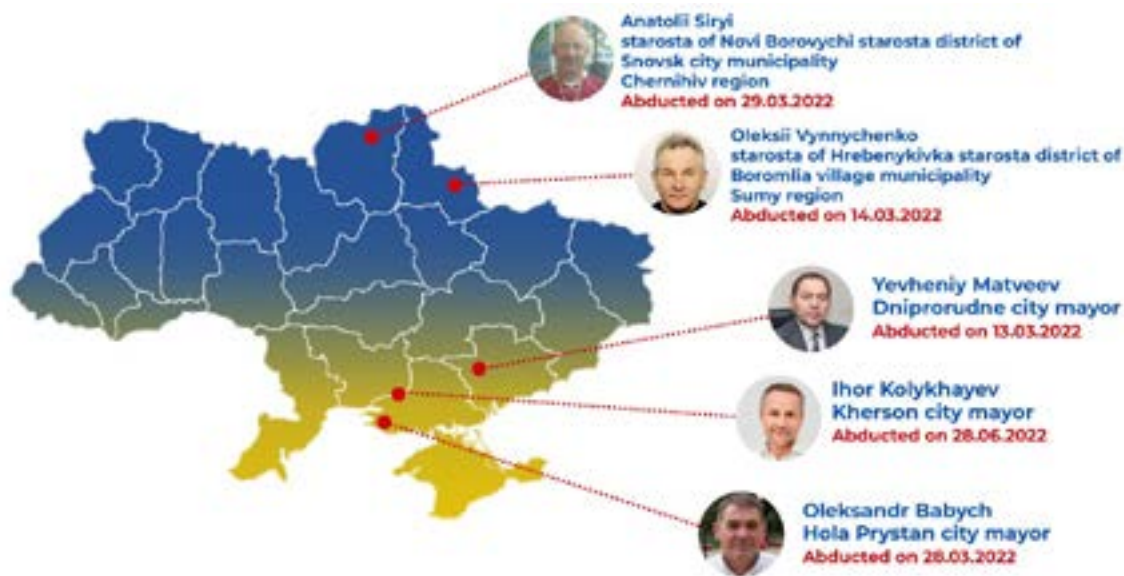 Anatolii Siryi
starosta of Novi Borovychi starosta district of
Snovsk city municipality
Chernihiv region
Abducted on 29.03.2022
Oleksii Vynnychenko
starosta of Hrebenykivka starosta district of
Boromlia village municipality
Sumy region
Abducted on 14.03.2022
Yevheniy Matveev
Dniprorudne city mayor
Abducted on 13.03.2022
Ihor Kolykhayev
Kherson city mayor
Abducted on 28.06.2022
Oleksandr Babych
Hola Prystan city mayor
Abducted on 28.03.2022